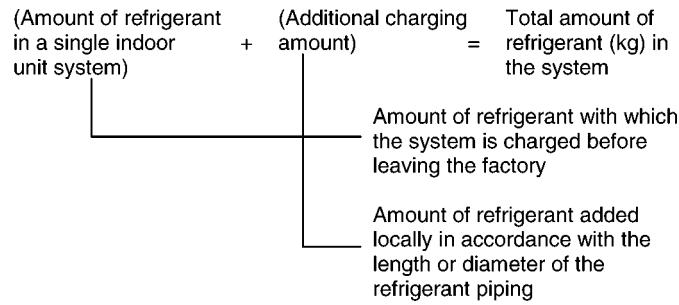 (Amount of refrigerant
in a single indoor
unit system)
+
(Additional charging
amount)
=
Total amount of
refrigerant (kg) in
the system
Amount of refrigerant with which
the system is charged before
leaving the factory
Amount of refrigerant added
locally in accordance with the
length or diameter of the
refrigerant piping